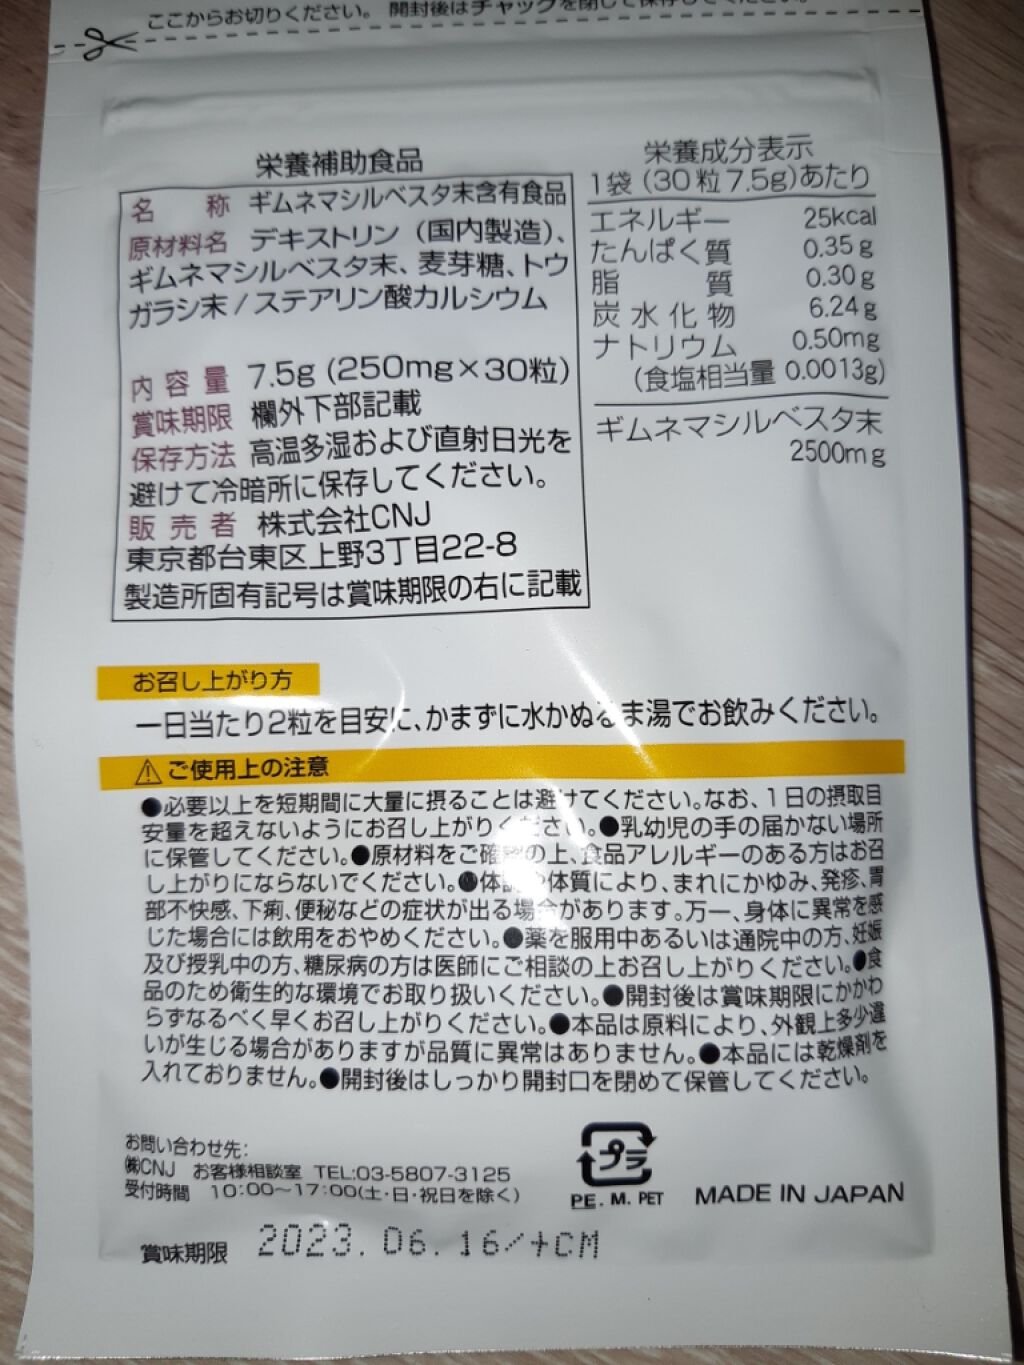 ここからお切りください。 開封後はチャックを閉じて保存してください。
栄養補助食品
名 称 ギムネマシルベスタ末含有食品
原材料名 デキストリン（国内製造）、
ギムネマシルベスタ末、麦芽糖、トウ
ガラシ末/ステアリン酸カルシウム
内容量 7.5g（250mg×30粒）
賞味期限 欄外下部記載
保存方法 高温多湿および直射日光を
避けて冷暗所に保存してください。
販売者 株式会社CNJ
東京都台東区上野3丁目22-8
製造所固有記号は賞味期限の右に記載
栄養成分表示
1袋（30粒7.5g）あたり
エネルギー 25kcal
たんぱく質 0.35g
脂質 0.30g
炭水化物 6.24g
ナトリウム 0.50mg
（食塩相当量 0.0013g）
ギムネマシルベスタ末
2500mg
お召し上がり方
一日当たり2粒を目安に、かまずに水かぬるま湯でお飲みください。
⚠ご使用上の注意
●必要以上を短期間に大量に摂ることは避けてください。なお、1日の摂取目
安量を超えないようにお召し上がりください。●乳幼児の手の届かない場所
に保管してください。●原材料をご確認の上、食品アレルギーのある方はお召
し上がりにならないでください。●体調や体質により、まれにかゆみ、発疹、胃
部不快感、下痢、便秘などの症状が出る場合があります。万一、身体に異常を感
じた場合には飲用をおやめください。●薬を服用中あるいは通院中の方、妊娠
及び授乳中の方、糖尿病の方は医師にご相談の上お召し上がりください。●食
品のため衛生的な環境でお取り扱いください。●開封後は賞味期限にかかわ
らずなるべく早くお召し上がりください。●本品は原料により、外観上多少違
いが生じる場合がありますが品質に異常はありません。●本品には乾燥剤を
入れておりません。●開封後はしっかり開封口を閉めて保管してください。
お問い合わせ先：
㈱CNJ お客様相談室 TEL:03-5807-3125
受付時間 10:00〜17:00(土・日・祝日を除く)
プラ
PE. M. PET
MADE IN JAPAN
賞味期限 2023.06.16/+CM